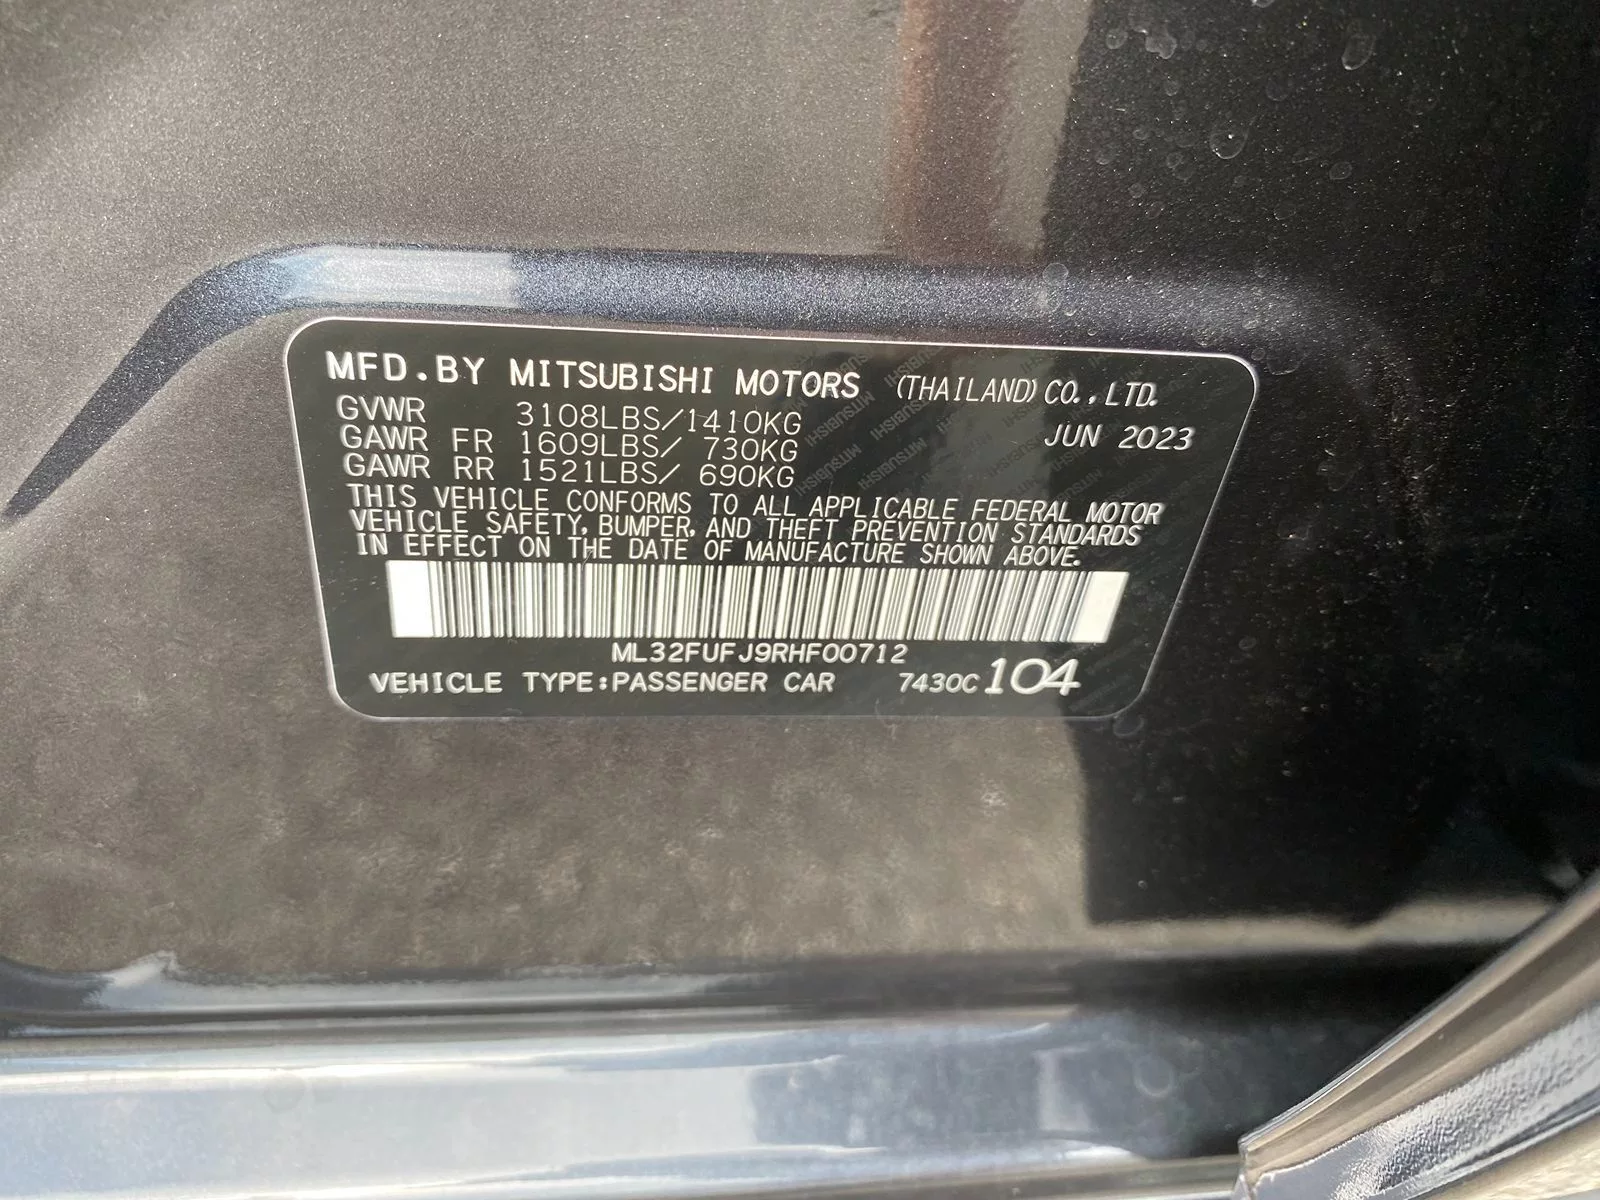 MFD.BY MITSUBISHI MOTORS (THAILAND) CO.,LTD.
GVWR 3108LBS/1410KG JUN 2023
GAWR FR 1609LBS/ 730KG
GAWR RR 1521LBS/ 690KG
THIS VEHICLE CONFORMS TO ALL APPLICABLE FEDERAL MOTOR
VEHICLE SAFETY, BUMPER, AND THEFT PREVENTION STANDARDS
IN EFFECT ON THE DATE OF MANUFACTURE SHOWN ABOVE.
ML32FUFJ9RHF00712
VEHICLE TYPE:PASSENGER CAR 7430C 104